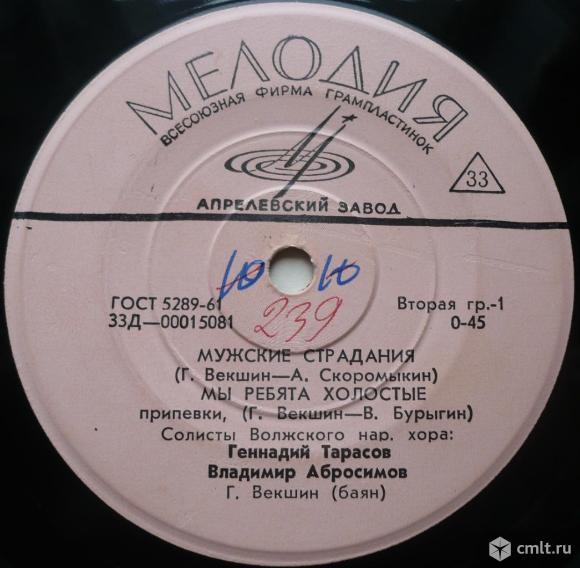 МЕЛОДИЯ
ВСЕСОЮЗНАЯ ФИРМА ГРАМПЛАСТИНОК
33
АПРЕЛЕВСКИЙ ЗАВОД
Ю Ю
239
ГОСТ 5289-61 Вторая гр.-1
33Д—00015081 0-45
МУЖСКИЕ СТРАДАНИЯ
(Г. Векшин—А. Скоромыкин)
МЫ РЕБЯТА ХОЛОСТЫЕ
припевки, (Г. Векшин—В. Бурыгин)
Солисты Волжского нар. хора:
Геннадий Тарасов
Владимир Абросимов
Г. Векшин (баян)
cmlt.ru